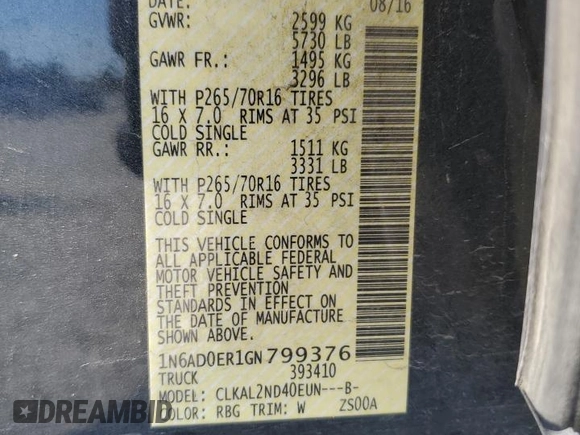 DATE: 08/16
GVWR: 2599 KG
5730 LB
GAWR FR.: 1495 KG
3296 LB
WITH P265/70R16 TIRES
16 X 7.0 RIMS AT 35 PSI
COLD SINGLE
GAWR RR.: 1511 KG
3331 LB
WITH P265/70R16 TIRES
16 X 7.0 RIMS AT 35 PSI
COLD SINGLE
THIS VEHICLE CONFORMS TO
ALL APPLICABLE FEDERAL
MOTOR VEHICLE SAFETY AND
THEFT PREVENTION
STANDARDS IN EFFECT ON
THE DATE OF MANUFACTURE
SHOWN ABOVE.
1N6AD0ER1GN799376
TRUCK 393410
MODEL: CLKAL2ND40EUN---B-
COLOR: RBG TRIM: W ZS00A
AUTOHELPERBOT.COM